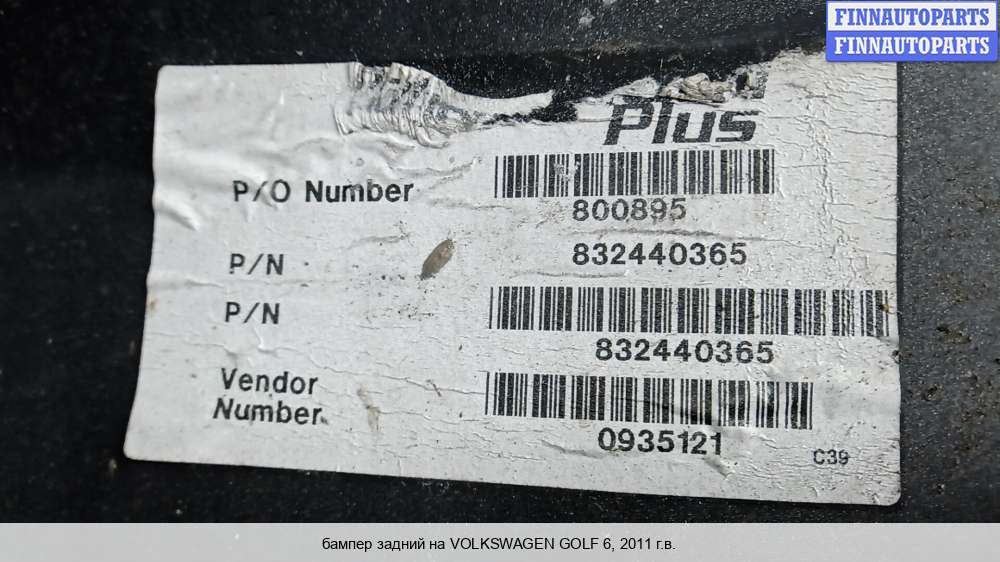 FINNAUTOPARTS
FINNAUTOPARTS
Plus
P/O Number
800895
P/N
832440365
P/N
832440365
Vendor
Number
0935121
C39
бампер задний на VOLKSWAGEN GOLF 6, 2011 г.в.